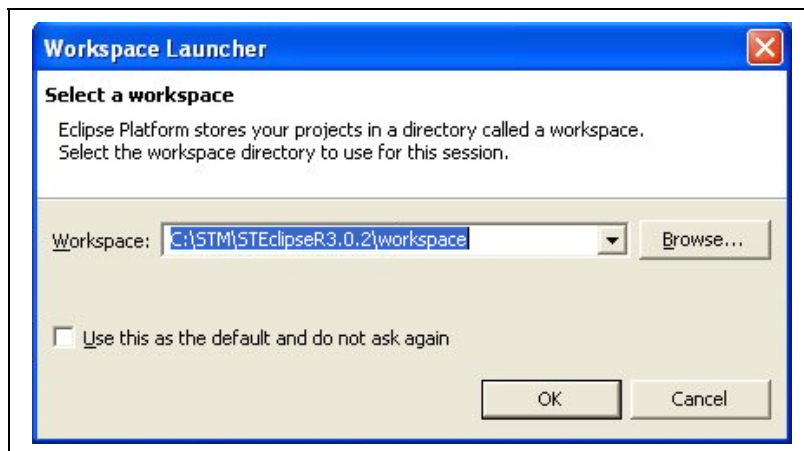 Workspace Launcher
Select a workspace
Eclipse Platform stores your projects in a directory called a workspace.
Select the workspace directory to use for this session.
Workspace: C:\STM\STEclipseR3.0.2\workspace Browse...
Use this as the default and do not ask again
OK Cancel